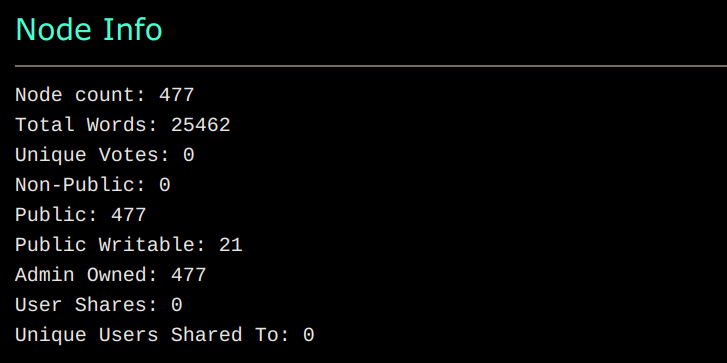 Node Info
Node count: 477
Total Words: 25462
Unique Votes: 0
Non-Public: 0
Public: 477
Public Writable: 21
Admin Owned: 477
User Shares: 0
Unique Users Shared To: 0